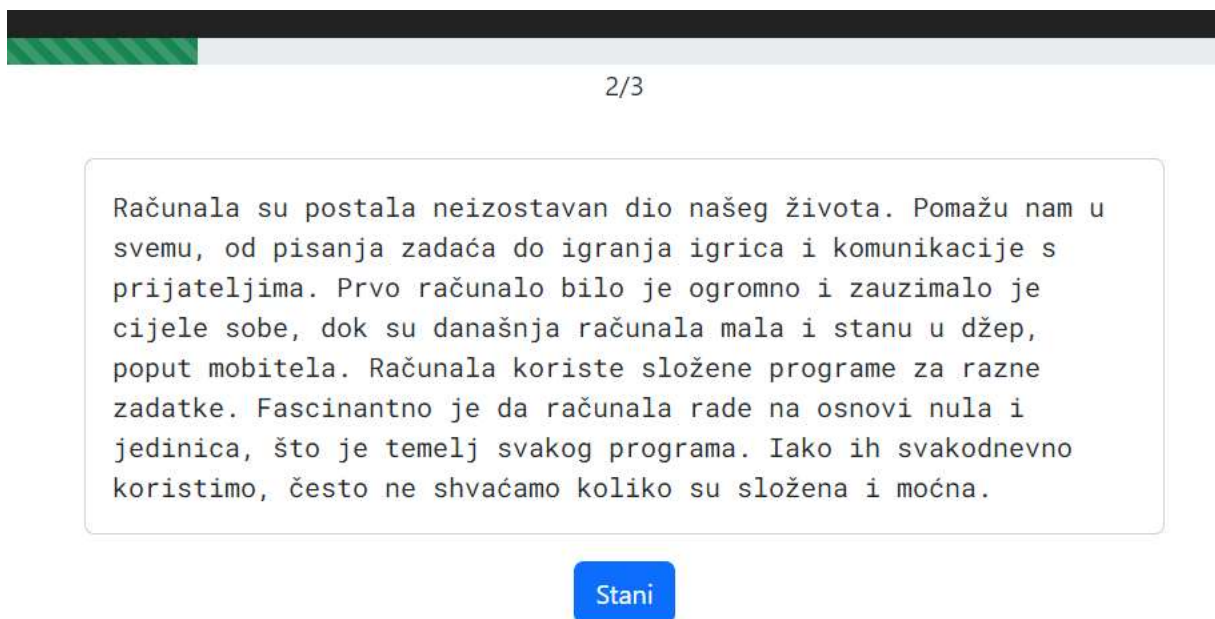 2/3
Računala su postala neizostavan dio našeg života. Pomažu nam u
svemu, od pisanja zadaća do igranja igrica i komunikacije s
prijateljima. Prvo računalo bilo je ogromno i zauzimalo je
cijele sobe, dok su današnja računala mala i stanu u džep,
poput mobitela. Računala koriste složene programe za razne
zadatke. Fascinantno je da računala rade na osnovi nula i
jedinica, što je temelj svakog programa. Iako ih svakodnevno
koristimo, često ne shvaćamo koliko su složena i moćna.
Stani